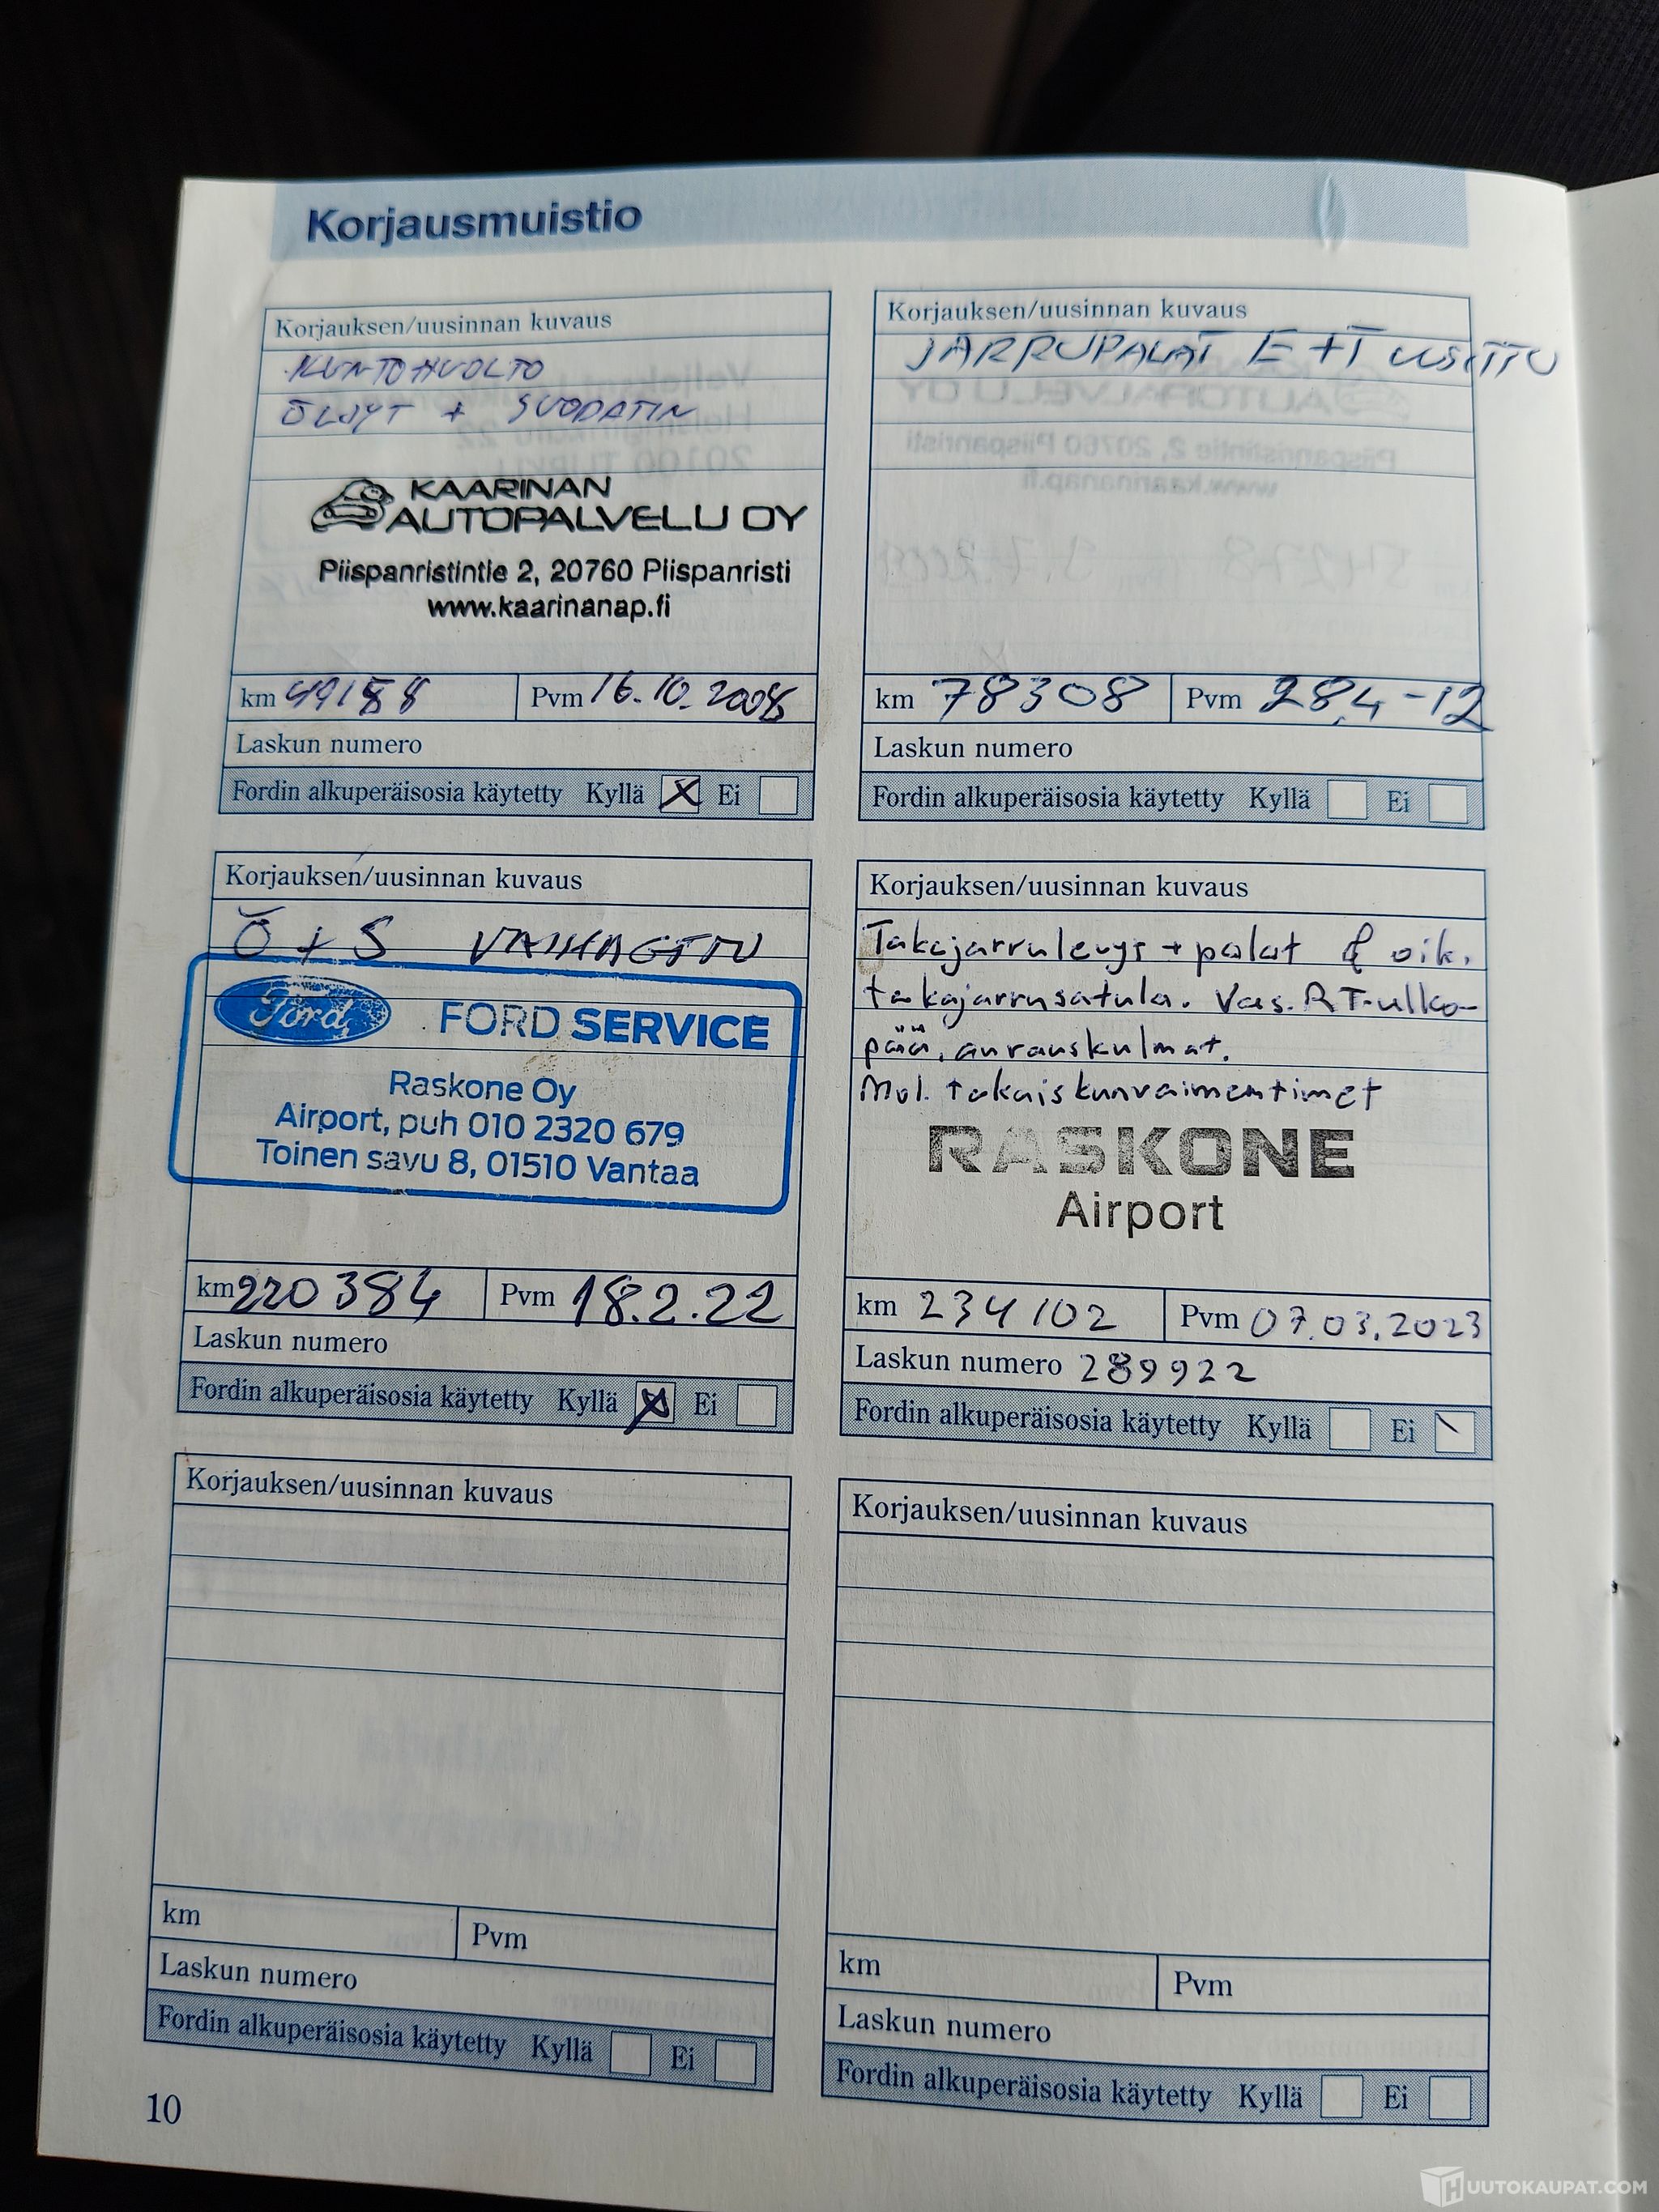 Korjausmuistio
Korjauksen/uusinnan kuvaus
KUNTOHUOLTO
ÖLJYT + SUODATIN
KAARINAN
AUTOPALVELU OY
Piispanristintie 2, 20760 Piispanristi
www.kaarinanap.fi
km Pvm 16.10.2008
Laskun numero
Fordin alkuperäisosia käytetty Kyllä X Ei
Korjauksen/uusinnan kuvaus
JARRUPALAT E+T UUSITTU
km 78308 Pvm 28.4-12
Laskun numero
Fordin alkuperäisosia käytetty Kyllä Ei
Korjauksen/uusinnan kuvaus
Ö + S VAIHDETTU
Ford FORD SERVICE
Raskone Oy
Airport, puh 010 2320 679
Toinen savu 8, 01510 Vantaa
km 220384 Pvm 18.2.22
Laskun numero
Fordin alkuperäisosia käytetty Kyllä X Ei
Korjauksen/uusinnan kuvaus
Takajarrulevyt + palat & oik.
takajarrusatula. Vas. RT-ulko-
pää, aurauskulmat.
Mol. takaiskunvaimentimet
RASKONE
Airport
km 234102 Pvm 07.03.2023
Laskun numero 289922
Fordin alkuperäisosia käytetty Kyllä Ei
Korjauksen/uusinnan kuvaus
km Pvm
Laskun numero
Fordin alkuperäisosia käytetty Kyllä Ei
Korjauksen/uusinnan kuvaus
km Pvm
Laskun numero
Fordin alkuperäisosia käytetty Kyllä Ei
10
HUUTOKAUPAT.COM